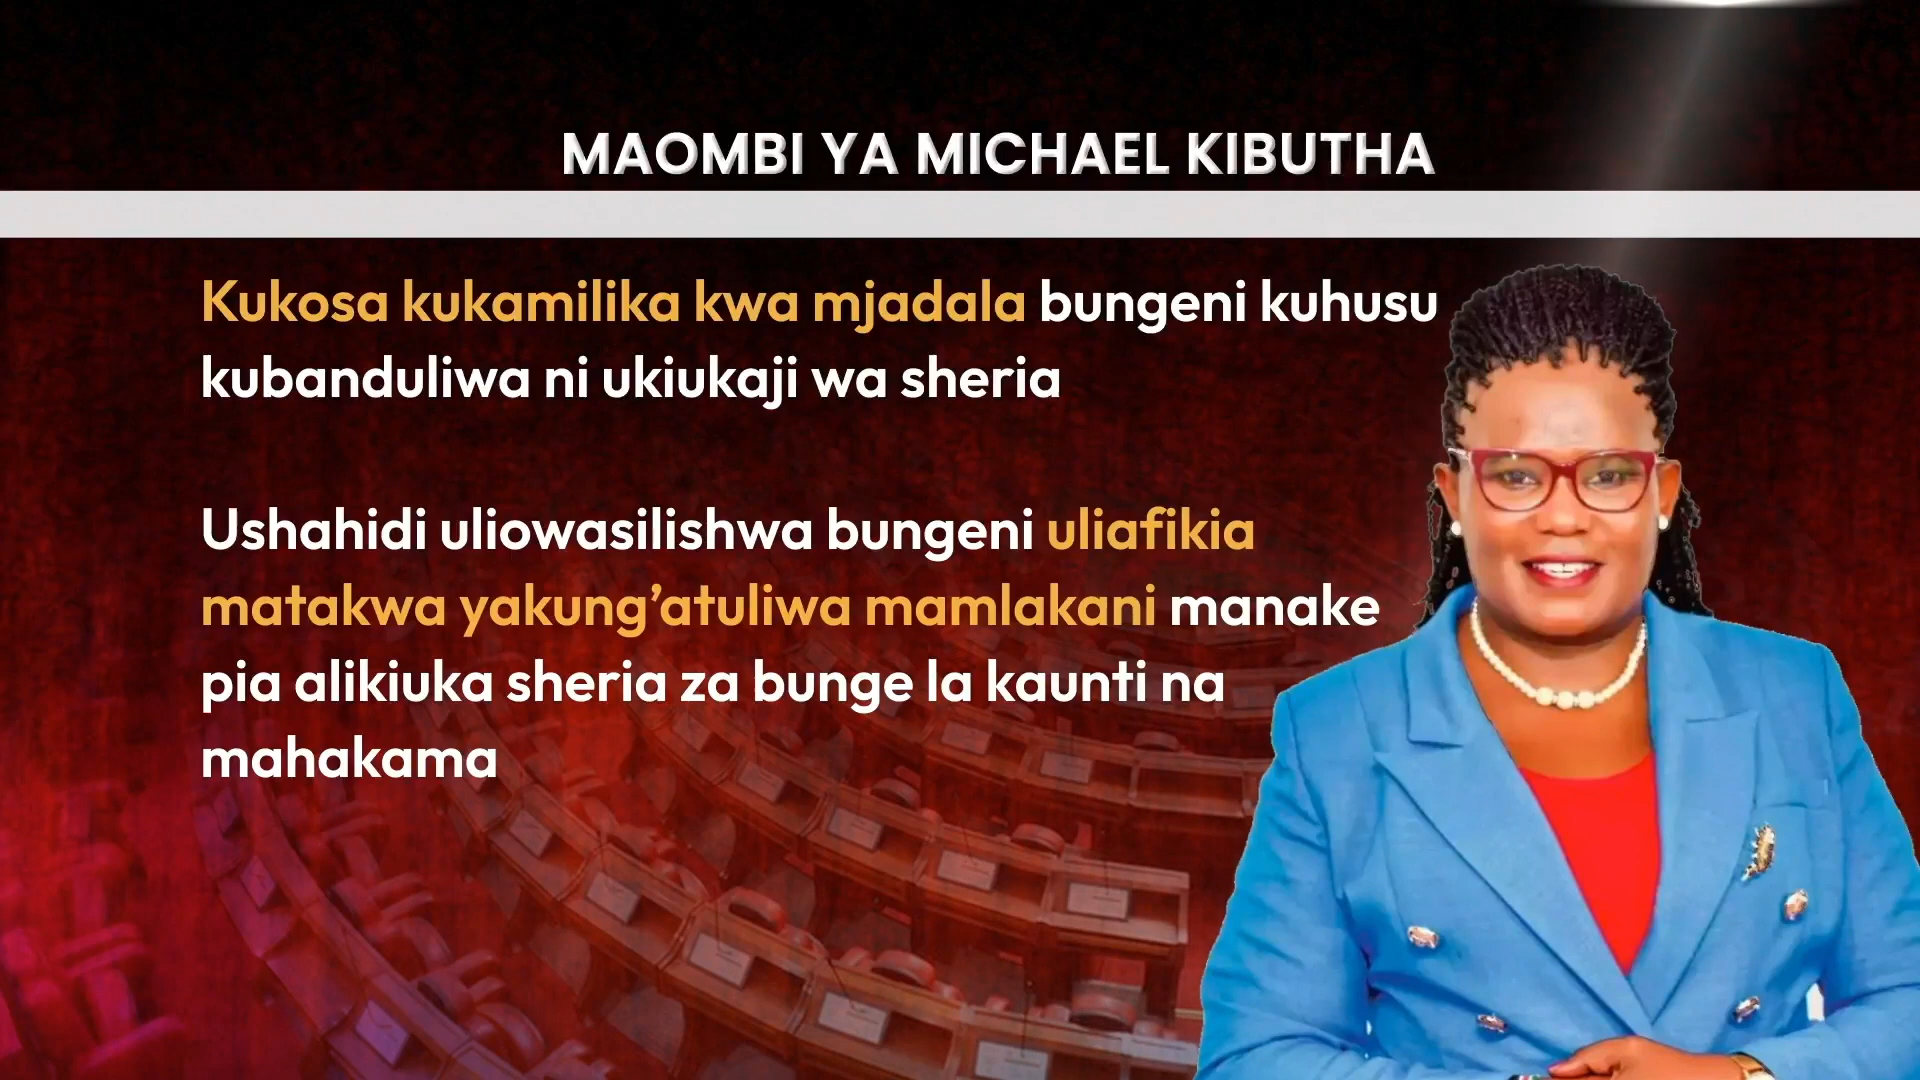 MAOMBI YA MICHAEL KIBUTHA
Kukosa kukamilika kwa mjadala bungeni kuhusu
kubanduliwa ni ukiukaji wa sheria
Ushahidi uliowasilishwa bungeni uliafikia
matakwa yakung’atuliwa mamlakani manake
pia alikiuka sheria za bunge la kaunti na
mahakama